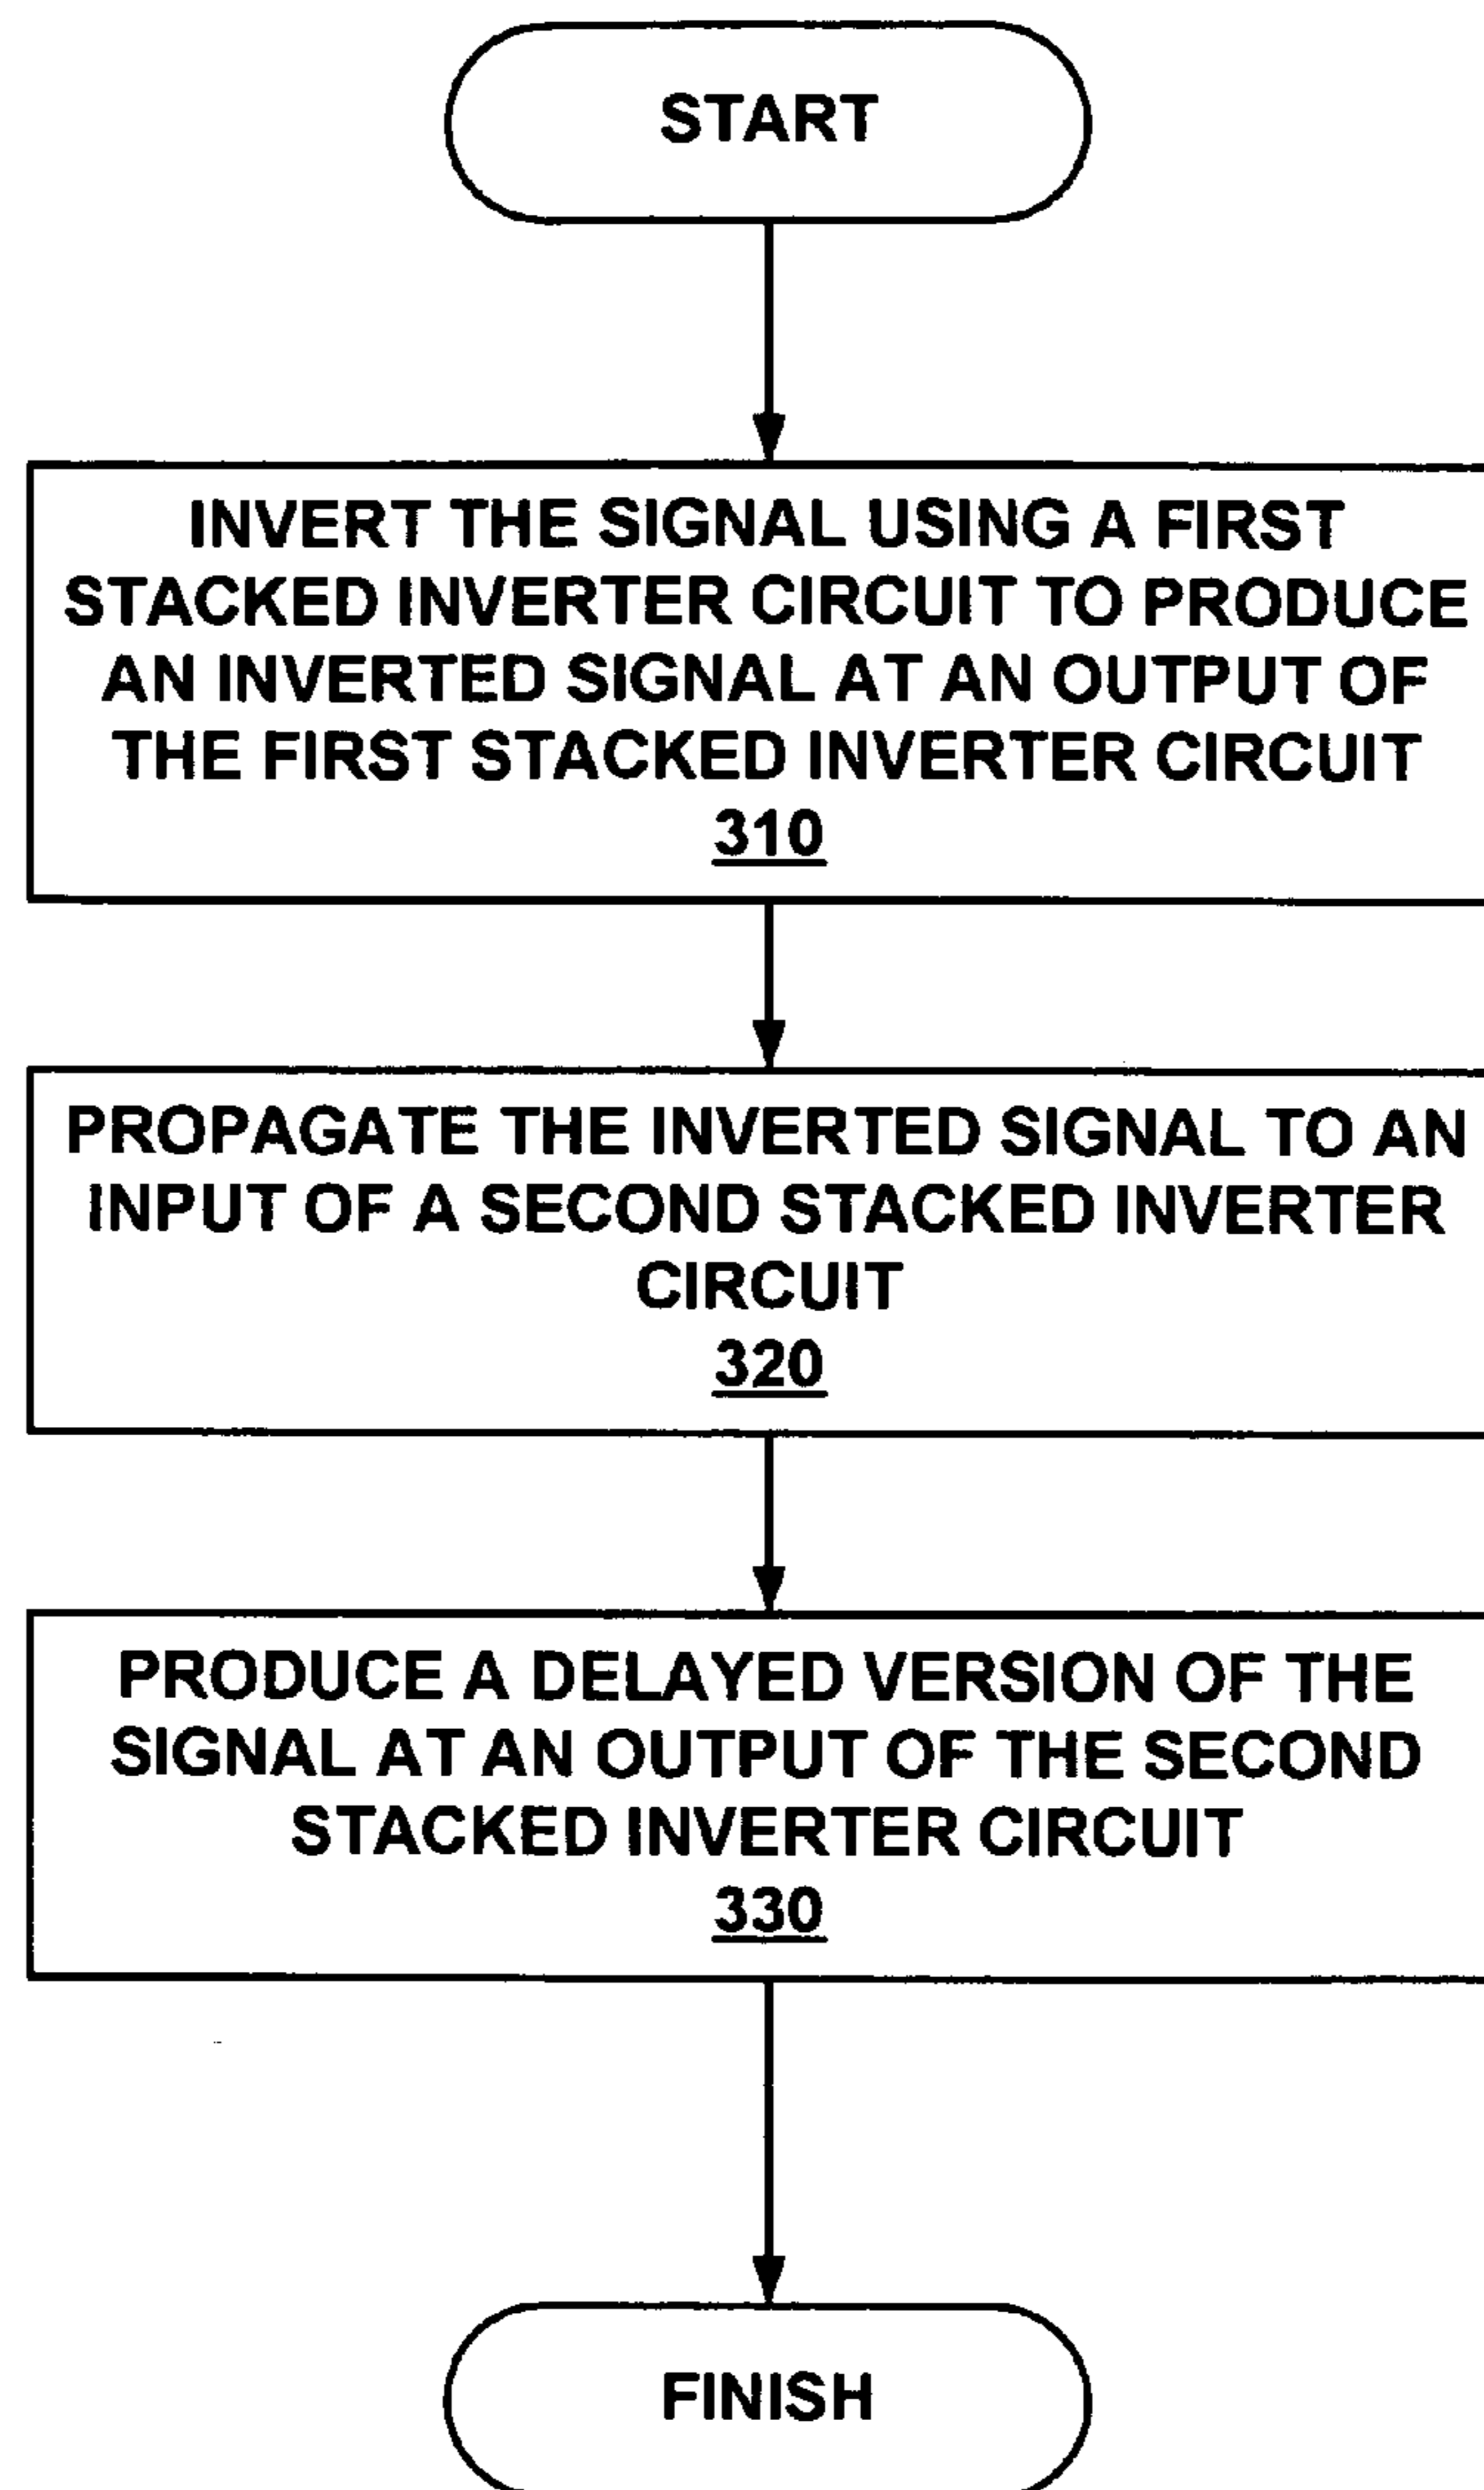 START
INVERT THE SIGNAL USING A FIRST
STACKED INVERTER CIRCUIT TO PRODUCE
AN INVERTED SIGNAL AT AN OUTPUT OF
THE FIRST STACKED INVERTER CIRCUIT
310
PROPAGATE THE INVERTED SIGNAL TO AN
INPUT OF A SECOND STACKED INVERTER
CIRCUIT
320
PRODUCE A DELAYED VERSION OF THE
SIGNAL AT AN OUTPUT OF THE SECOND
STACKED INVERTER CIRCUIT
330
FINISH